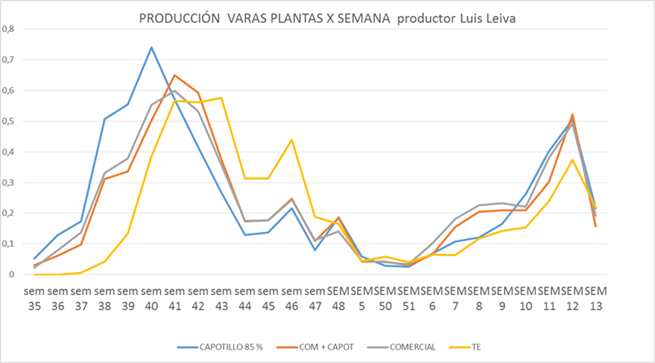 PRODUCCIÓN VARAS PLANTAS X SEMANA productor Luis Leiva
0,8
0,7
0,6
0,5
0,4
0,3
0,2
0,1
0
sem sem sem sem sem sem sem sem sem sem sem sem sem SEM SEM SEM SEM SEM SEM SEM SEM SEM SEM SEM SEM
35 36 37 38 39 40 41 42 43 44 45 46 47 48 5 50 51 6 7 8 9 10 11 12 13
CAPOTILLO 85 % COM + CAPOT COMERCIAL TE